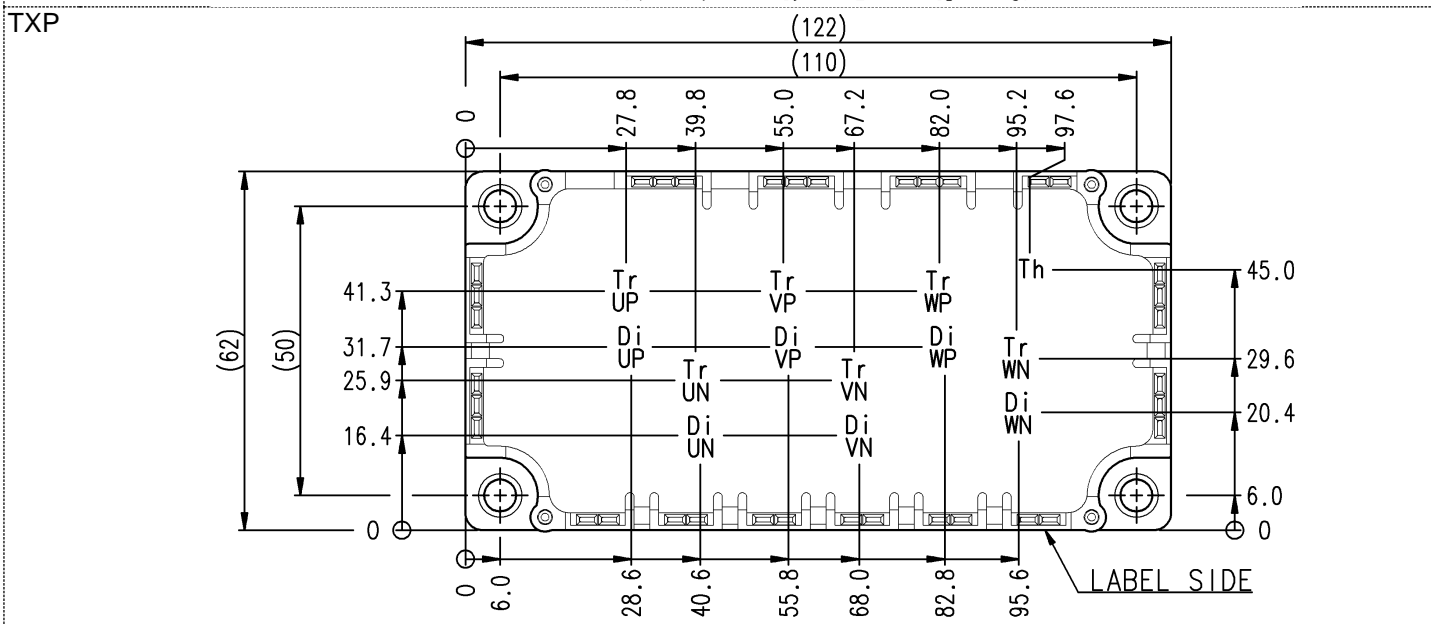 TXP
(122)
(110)
0
27.8
39.8
55.0
67.2
82.0
95.2
97.6
(62)
(50)
41.3
31.7
25.9
16.4
0
Tr
UP
Di
UP
Tr
UN
Di
UN
Tr
VP
Di
VP
Tr
VN
Di
VN
Tr
WP
Di
WP
Th
Tr
WN
Di
WN
45.0
29.6
20.4
6.0
0
0
6.0
28.6
40.6
55.8
68.0
82.8
95.6
LABEL SIDE